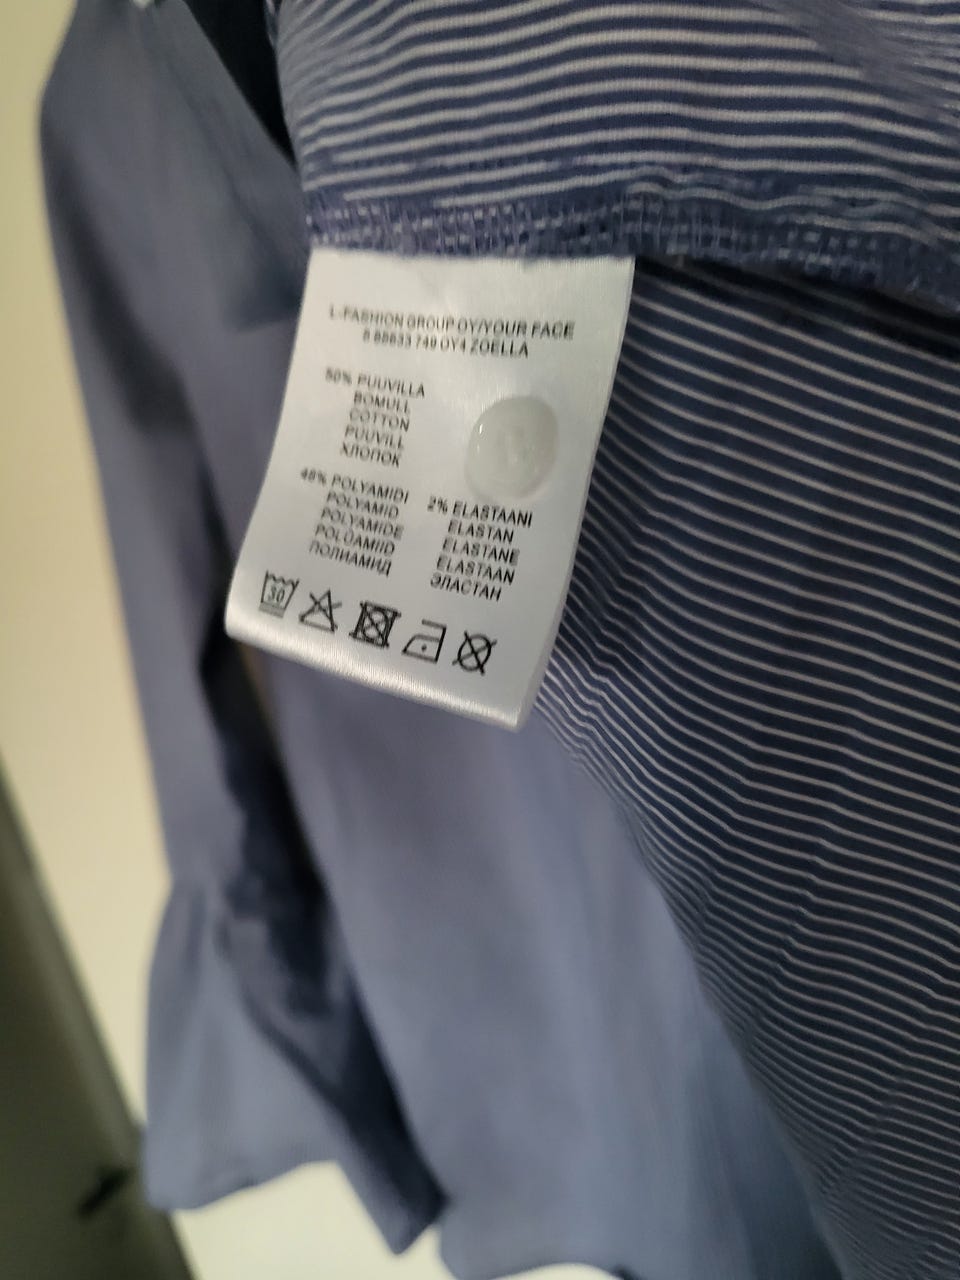 L-FASHION GROUP OY/YOUR FACE
ZOELLA
50% PUUVILLA
BOMULL
COTTON
PUUVILL
ХЛОПОК
48% POLYAMIDI
POLYAMID
POLYAMIDE
POLÜAMIID
ПОЛИАМИД
2% ELASTAANI
ELASTAN
ELASTANE
ELASTAAN
ЭЛАСТАН
30